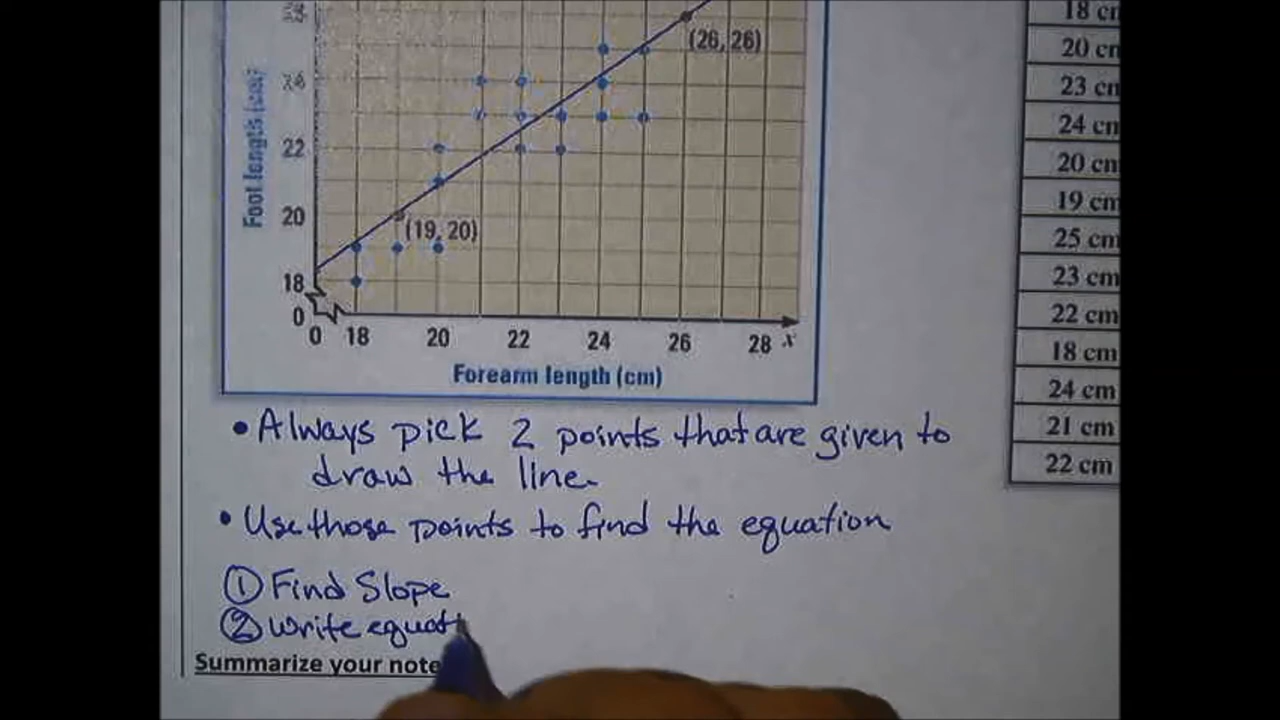 28
18 cm
(26, 26)
20 cm
23 cm
24 cm
20 cm
19 cm
25 cm
23 cm
22 cm
18 cm
24 cm
21 cm
22 cm
Foot length (cm)
22
20
(19, 20)
18
0
0 18 20 22 24 26 28 x
Forearm length (cm)
• Always pick 2 points that are given to
draw the line.
• Use those points to find the equation
① Find Slope
② Write equati
Summarize your note